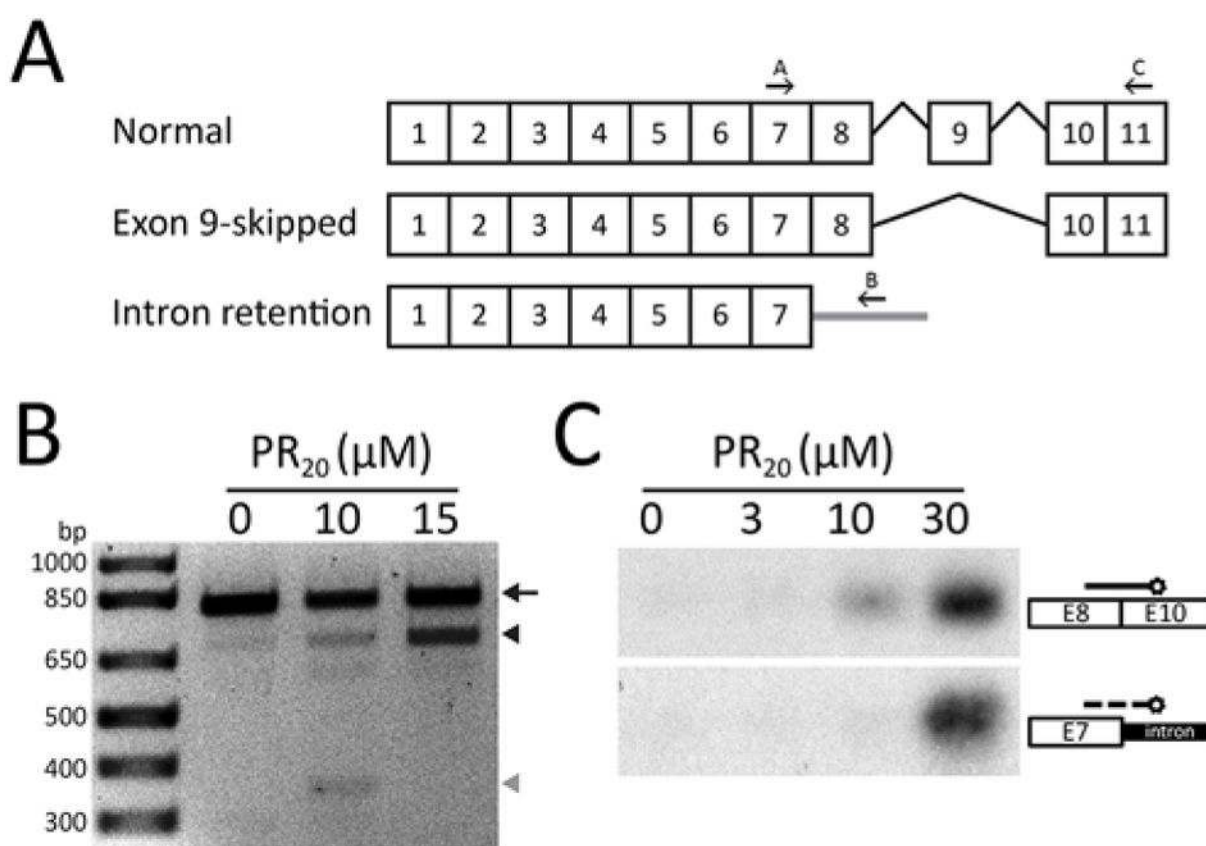 A
A
C
Normal
1 2 3 4 5 6 7 8 9 10 11
Exon 9-skipped
1 2 3 4 5 6 7 8 10 11
B
Intron retention
1 2 3 4 5 6 7
B
PR20 (μM)
0 10 15
bp
1000
850
650
500
400
300
C
PR20 (μM)
0 3 10 30
E8 E10
E7 intron